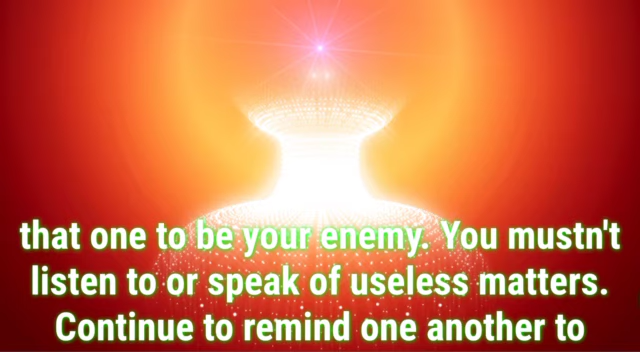 that one to be your enemy. You mustn't
listen to or speak of useless matters.
Continue to remind one another to